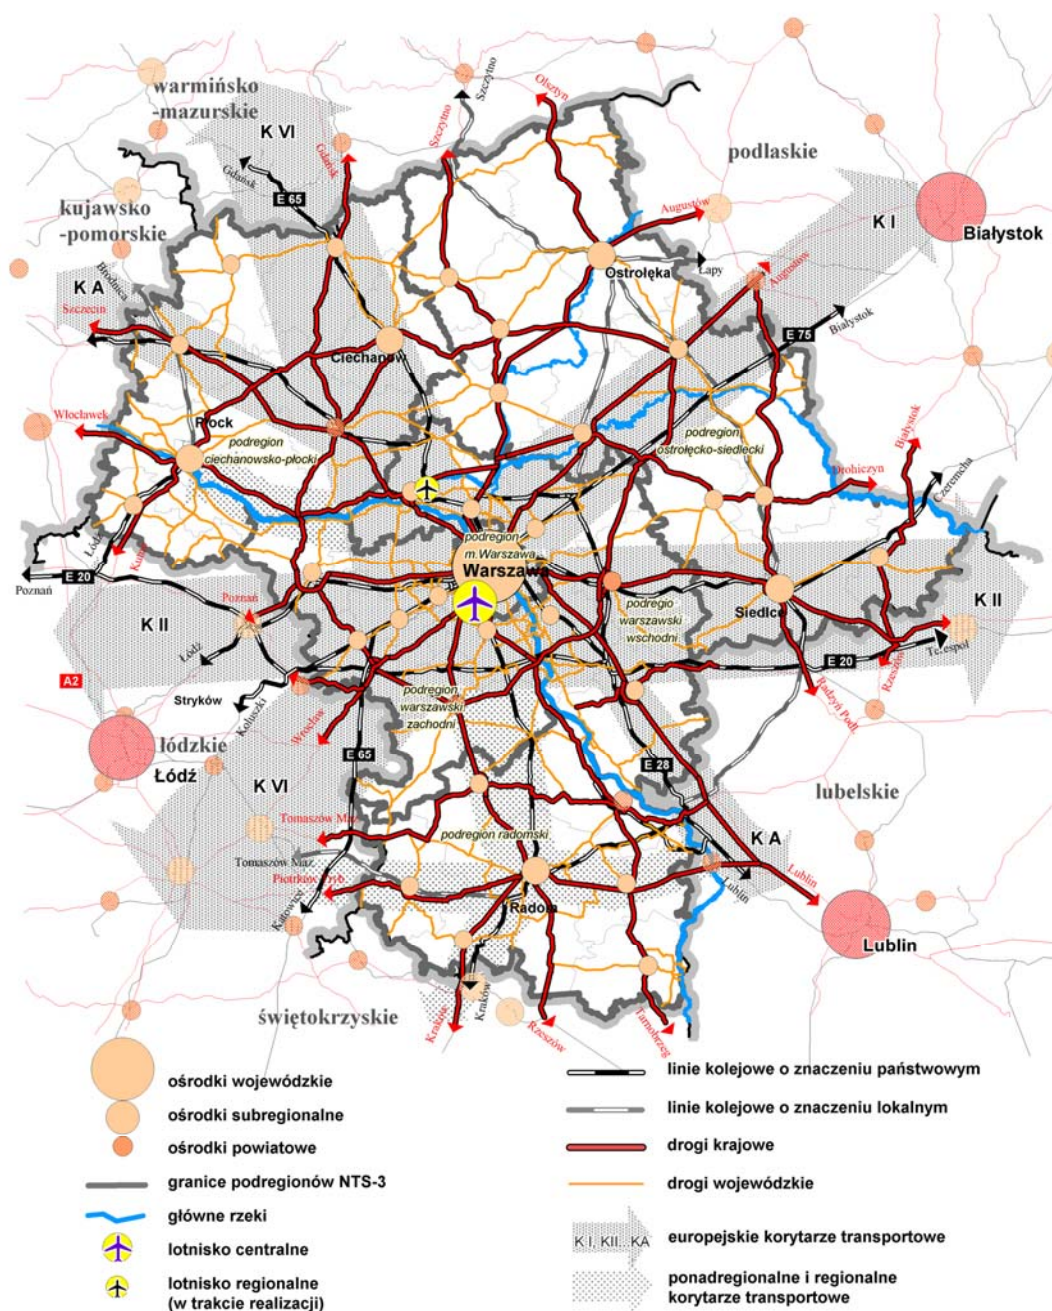 warmińsko
-mazurskie
K VI
Gdańsk
Gdańsk
E 65
Szczytno
Szczytno
Olsztyn
podlaskie
kujawsko
-pomorskie
Augustów
K I
Białystok
Ostrołęka
Łapy
Augustów
K A
Brodnica
Szczecin
Białystok
E 75
Ciechanów
Włocławek
Płock
podregion
ciechanowsko-płocki
podregion
ostrołęcko-siedlecki
Białystok
Drohiczyn
Czeremcha
podregion
m.Warszawa
Warszawa
Łódź
Poznań
E 20
Poznań
K II
Łódź
podregio
warszawski
wschodni
Siedlce
K II
Terespol
E 20
Rzeszów
Radzyń Podl.
A2
Stryków
Koluszki
podregion
warszawski
zachodni
Wrocław
łódzkie
Łódź
E 65
E 28
K VI
lubelskie
Tomaszów Maz.
podregion radomski
K A
Tomaszów Maz.
Piotrków Tryb.
Lublin
Lublin
Katowice
Radom
Lublin
świętokrzyskie
Kraków
Kraków
Rzeszów
Tarnobrzeg
ośrodki wojewódzkie
ośrodki subregionalne
ośrodki powiatowe
granice podregionów NTS-3
główne rzeki
lotnisko centralne
lotnisko regionalne
(w trakcie realizacji)
linie kolejowe o znaczeniu państwowym
linie kolejowe o znaczeniu lokalnym
drogi krajowe
drogi wojewódzkie
K I, KII...KA
europejskie korytarze transportowe
ponadregionalne i regionalne
korytarze transportowe